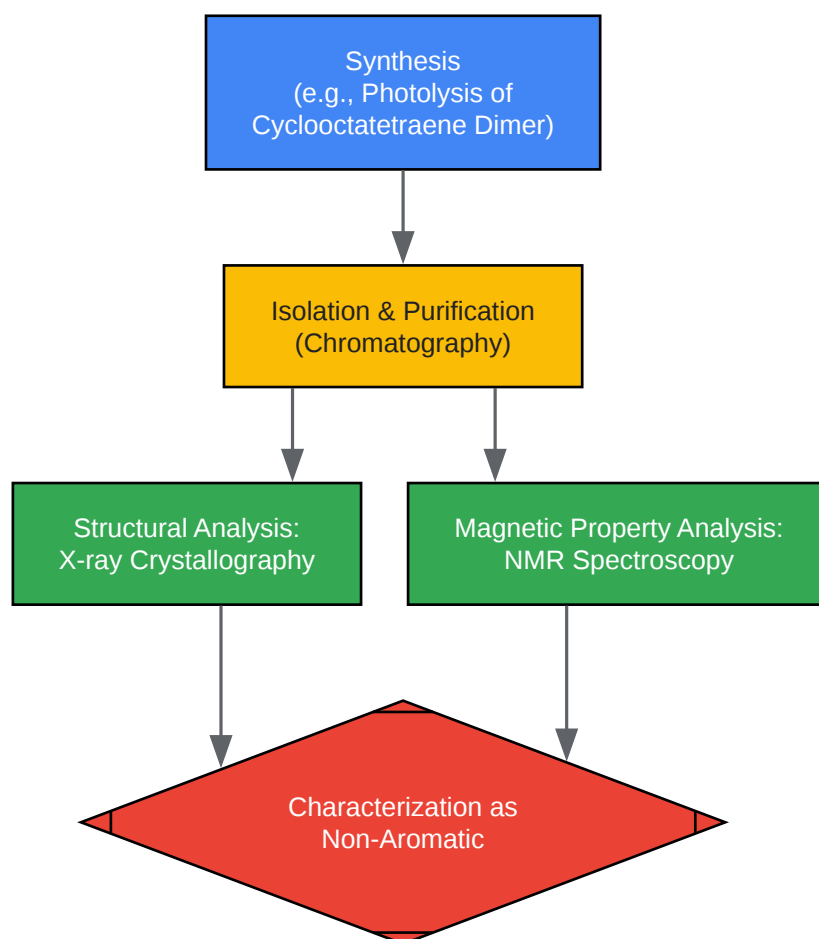 Synthesis
(e.g., Photolysis of
Cyclooctatetraene Dimer)
Isolation & Purification
(Chromatography)
Structural Analysis:
X-ray Crystallography
Magnetic Property Analysis:
NMR Spectroscopy
Characterization as
Non-Aromatic